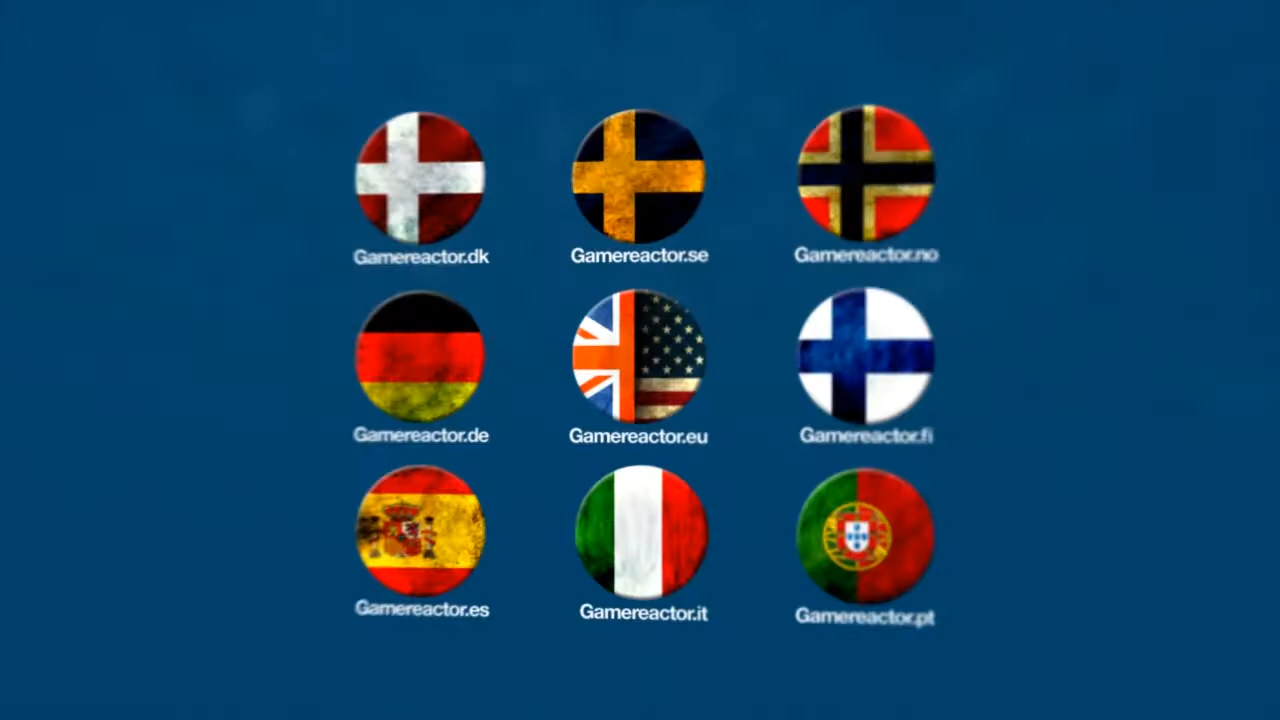 Gamereactor.dk
Gamereactor.se
Gamereactor.no
Gamereactor.de
Gamereactor.eu
Gamereactor.fi
Gamereactor.es
Gamereactor.it
Gamereactor.pt